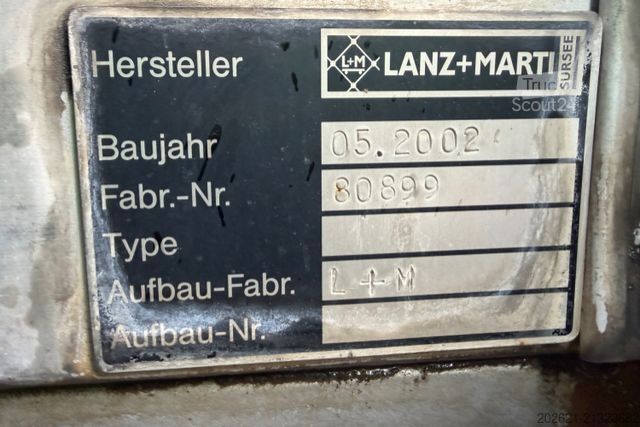 Hersteller L+M LANZ+MARTI SURSEE
Truck
Scout24
Baujahr 05.2002
Fabr.-Nr. 80899
Type
Aufbau-Fabr. L+M
Aufbau-Nr.